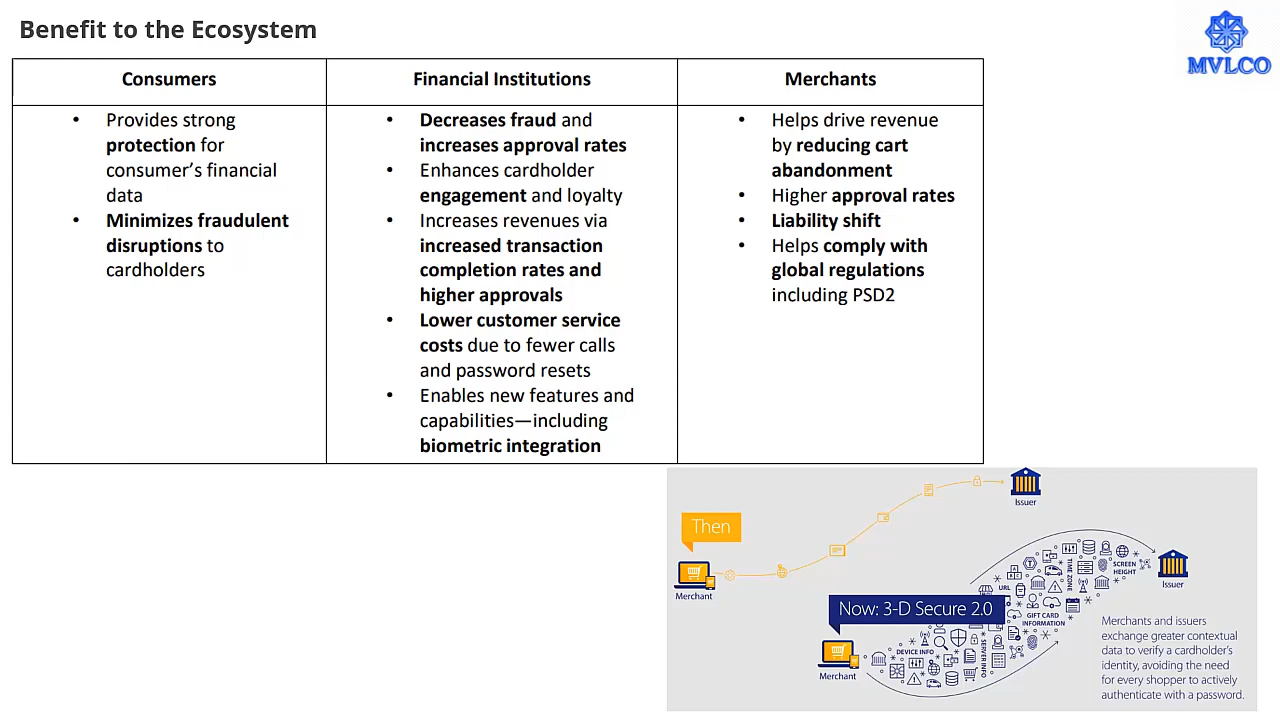 Benefit to the Ecosystem
MVLCO
Consumers
Financial Institutions
Merchants
• Provides strong
protection for
consumer's financial
data
• Minimizes fraudulent
disruptions to
cardholders
• Decreases fraud and
increases approval rates
• Enhances cardholder
engagement and loyalty
• Increases revenues via
increased transaction
completion rates and
higher approvals
• Lower customer service
costs due to fewer calls
and password resets
• Enables new features and
capabilities—including
biometric integration
• Helps drive revenue
by reducing cart
abandonment
• Higher approval rates
• Liability shift
• Helps comply with
global regulations
including PSD2
Then
Merchant
Issuer
Now: 3-D Secure 2.0
Merchant
DEVICE INFO
SERVER INFO
URL
GIFT CARD
INFORMATION
TIME ZONE
SCREEN
HEIGHT
Issuer
Merchants and issuers
exchange greater contextual
data to verify a cardholder's
identity, avoiding the need
for every shopper to actively
authenticate with a password.